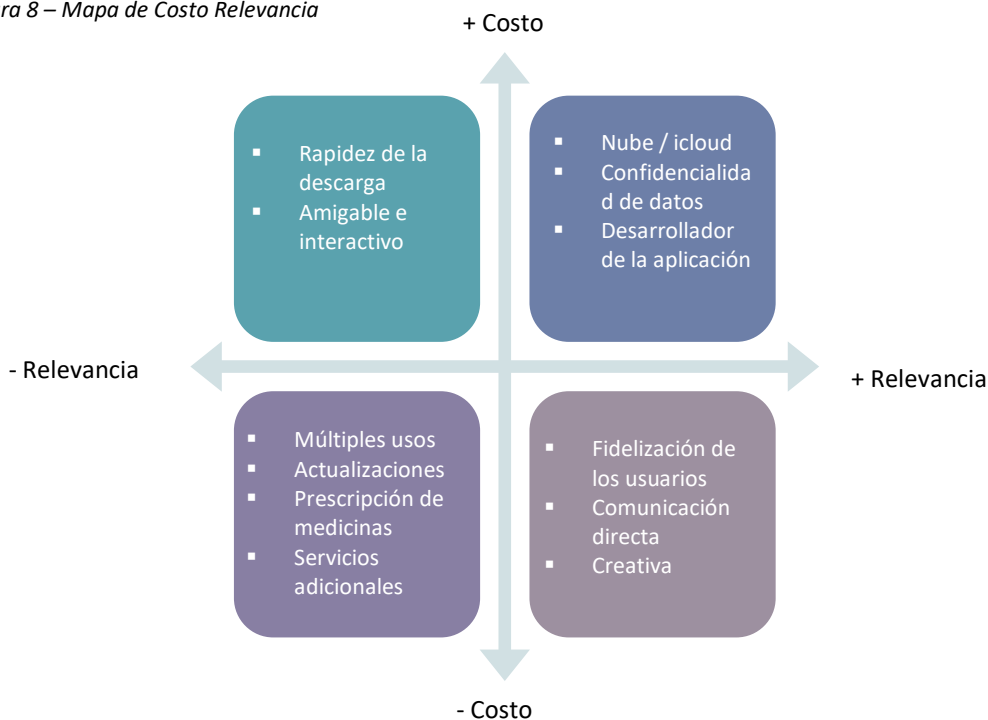 ra 8 – Mapa de Costo Relevancia
+ Costo
▪ Rapidez de la
descarga
▪ Amigable e
interactivo
▪ Nube / icloud
▪ Confidencialida
d de datos
▪ Desarrollador
de la aplicación
- Relevancia
+ Relevancia
▪ Múltiples usos
▪ Actualizaciones
▪ Prescripción de
medicinas
▪ Servicios
adicionales
▪ Fidelización de
los usuarios
▪ Comunicación
directa
▪ Creativa
- Costo